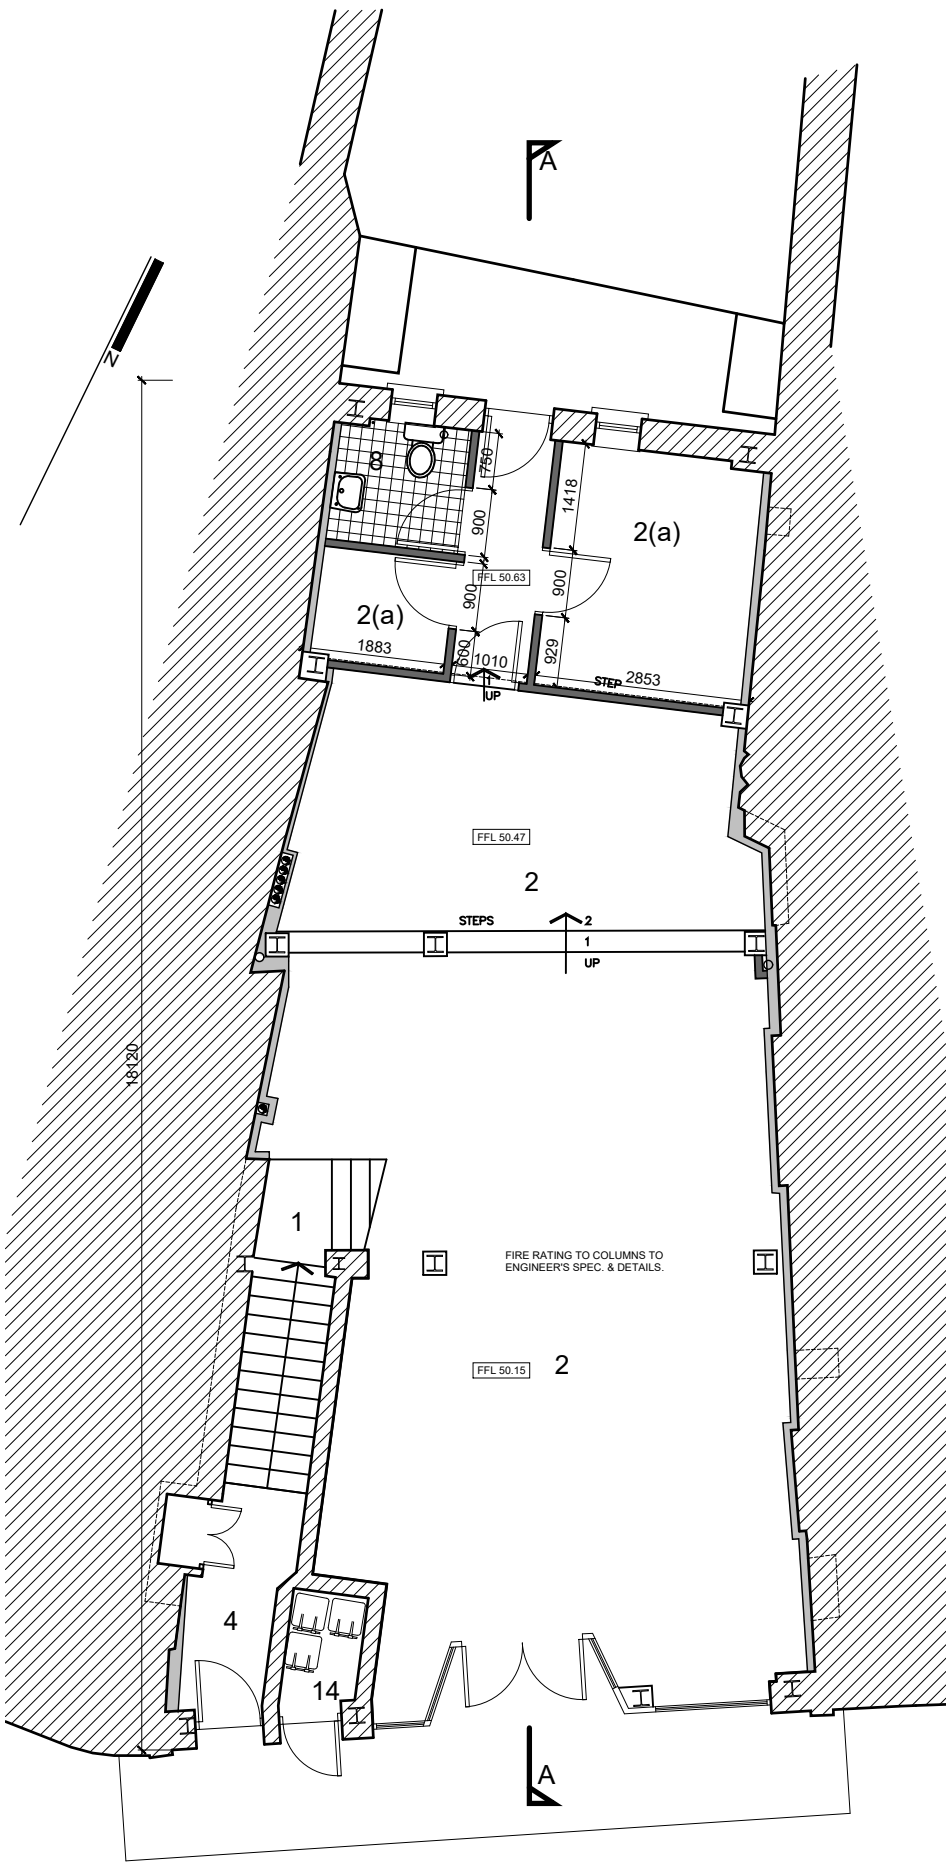 A
N
750
1418
900
2(a)
FFL 50.63
900
900
2(a)
1883
600
1010
929
STEP
2853
1
UP
FFL 50.47
2
STEPS
2
1
UP
18120
1
FIRE RATING TO COLUMNS TO
ENGINEER'S SPEC. & DETAILS.
FFL 50.15
2
4
14
A